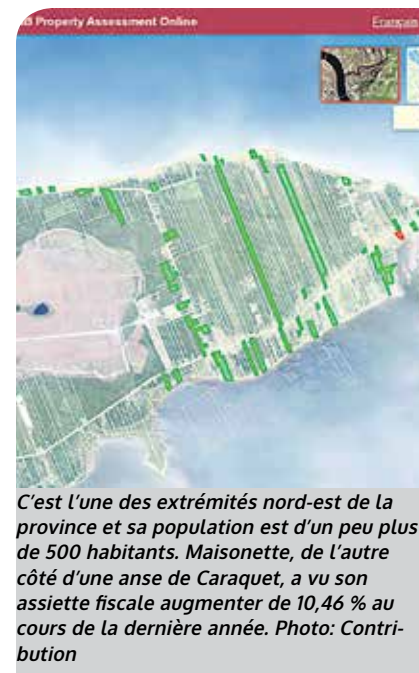 Property Assessment Online
Français
C'est l'une des extrémités nord-est de la
province et sa population est d'un peu plus
de 500 habitants. Maisonette, de l'autre
côté d'une anse de Caraquet, a vu son
assiette fiscale augmenter de 10,46 % au
cours de la dernière année. Photo: Contri-
bution